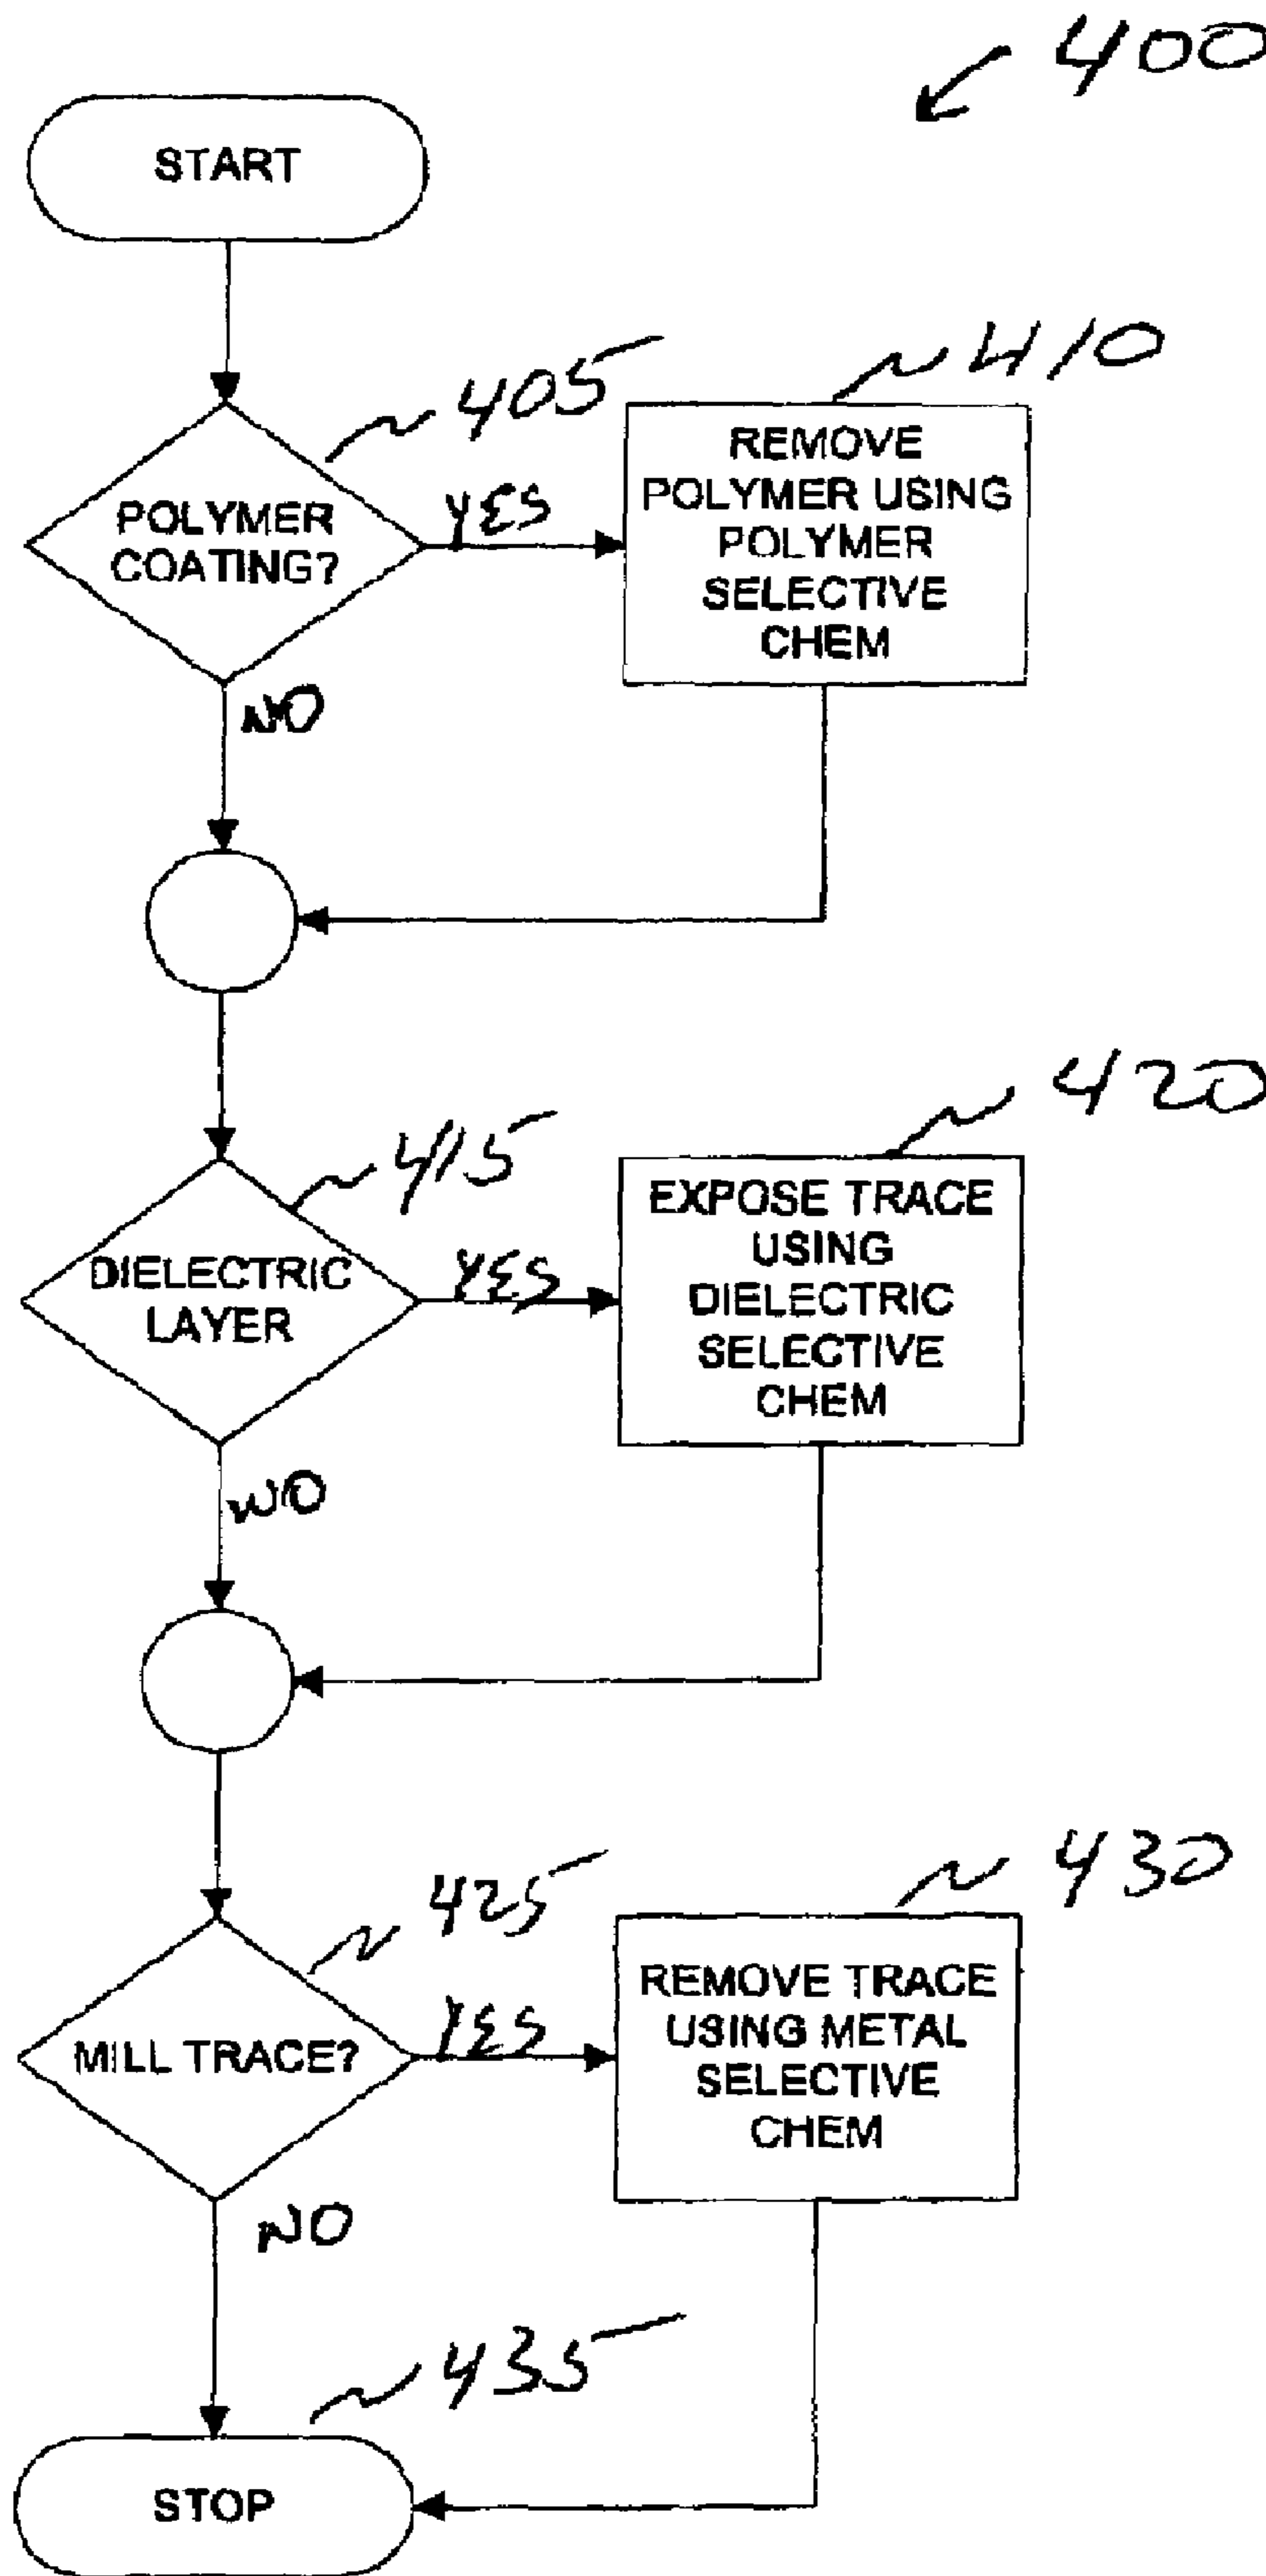 400
START
405
410
POLYMER
COATING?
YES
REMOVE
POLYMER USING
POLYMER
SELECTIVE
CHEM
NO
415
420
DIELECTRIC
LAYER
YES
EXPOSE TRACE
USING
DIELECTRIC
SELECTIVE
CHEM
NO
425
430
MILL TRACE?
YES
REMOVE TRACE
USING METAL
SELECTIVE
CHEM
NO
435
STOP